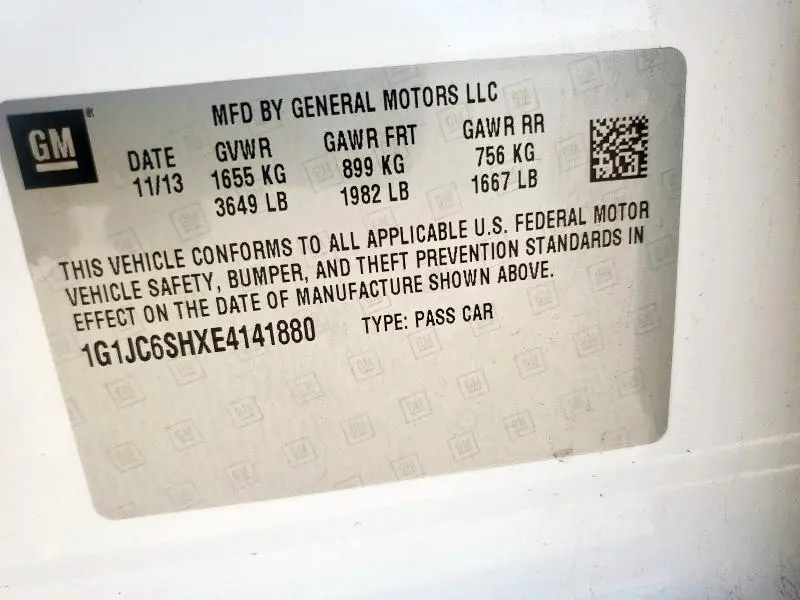 GM
MFD BY GENERAL MOTORS LLC
DATE GVWR GAWR FRT GAWR RR
11/13 1655 KG 899 KG 756 KG
3649 LB 1982 LB 1667 LB
THIS VEHICLE CONFORMS TO ALL APPLICABLE U.S. FEDERAL MOTOR
VEHICLE SAFETY, BUMPER, AND THEFT PREVENTION STANDARDS IN
EFFECT ON THE DATE OF MANUFACTURE SHOWN ABOVE.
1G1JC6SHXE4141880 TYPE: PASS CAR